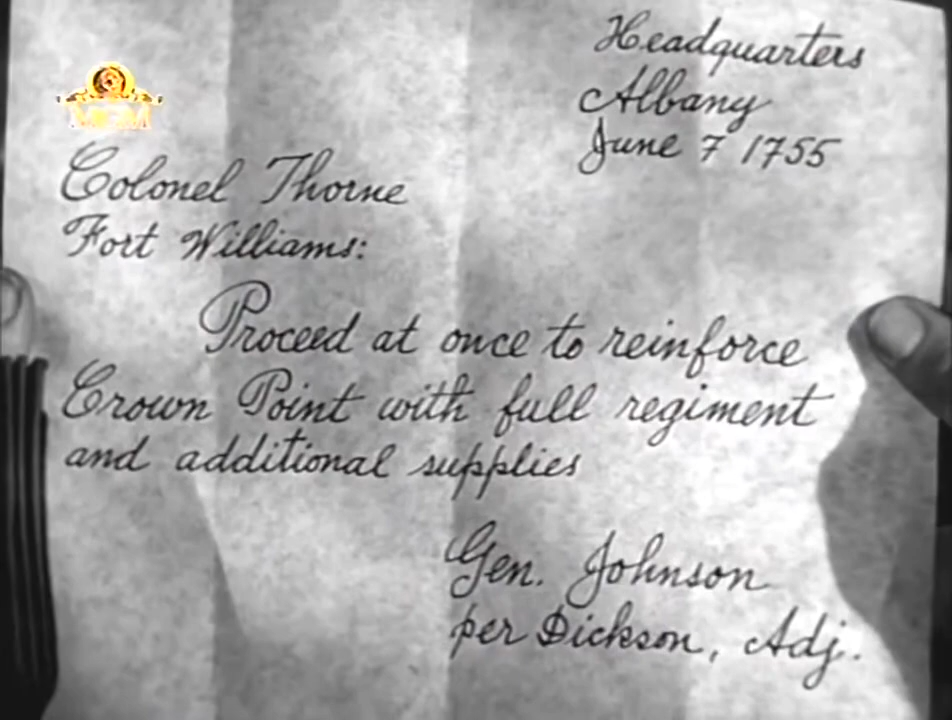 Headquarters
Albany
June 7 1755
MGM
Colonel Thorne
Fort Williams:
Proceed at once to reinforce
Crown Point with full regiment
and additional supplies
Gen. Johnson
per Dickson, Adj.